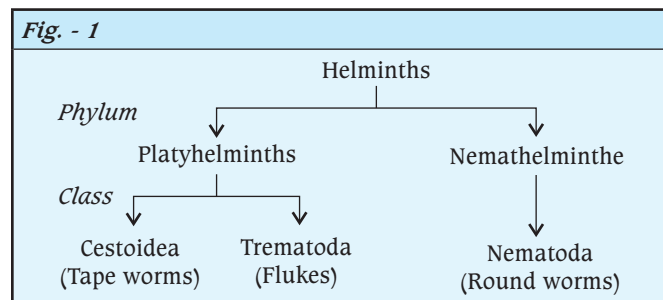 Fig. - 1
Helminths
Phylum
Platyhelminths
Nemathelminthe
Class
Cestoidea
(Tape worms)
Trematoda
(Flukes)
Nematoda
(Round worms)